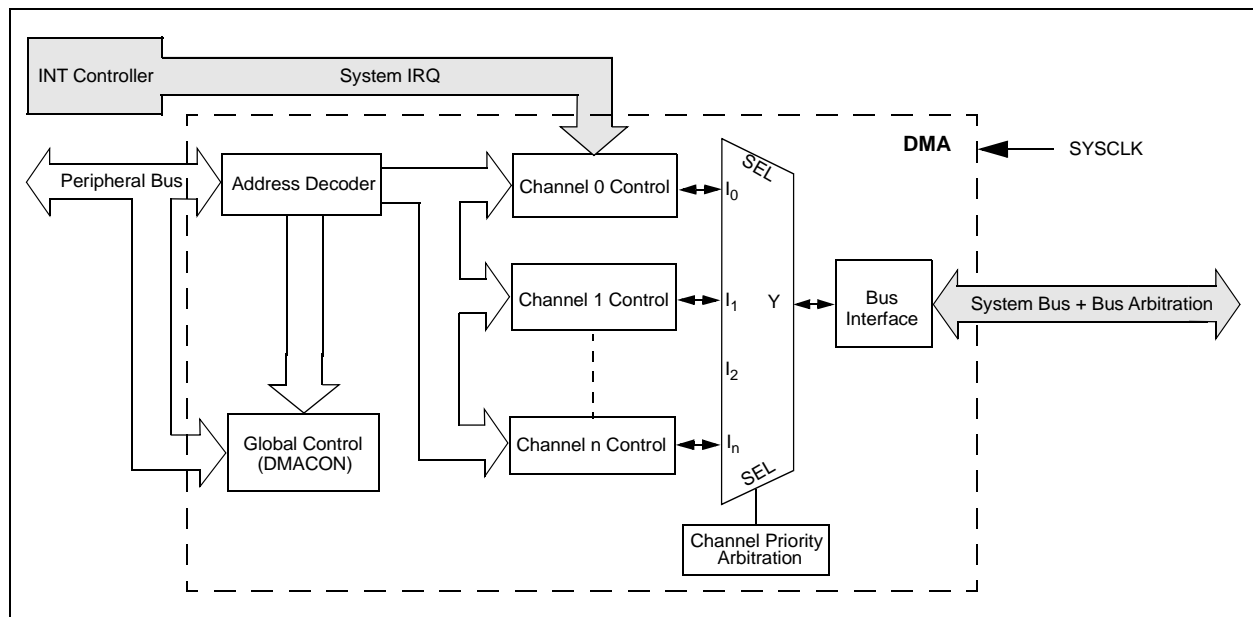 INT Controller
System IRQ
DMA
SYSCLK
Peripheral Bus
Address Decoder
Channel 0 Control
SEL
I0
Channel 1 Control
I1
Y
Bus
Interface
System Bus + Bus Arbitration
I2
Global Control
(DMACON)
Channel n Control
In
SEL
Channel Priority
Arbitration